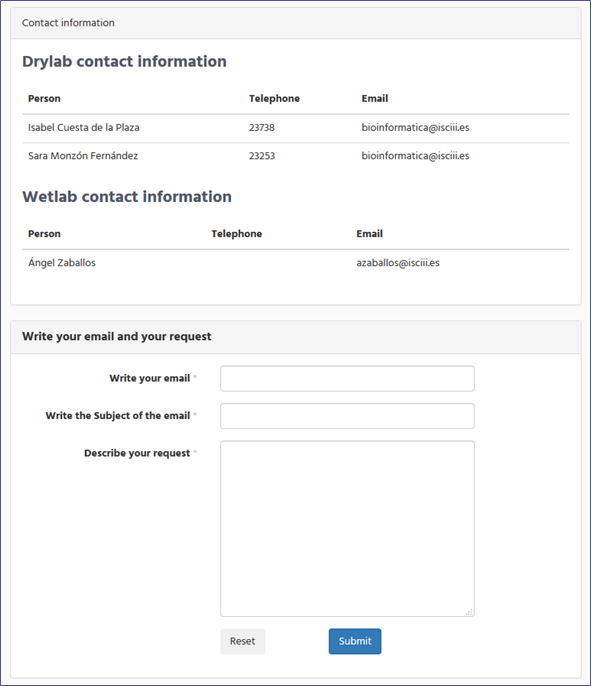 Contact information
Drylab contact information
Person Telephone Email
Isabel Cuesta de la Plaza 23738 bioinformatica@isciii.es
Sara Monzón Fernández 23253 bioinformatica@isciii.es
Wetlab contact information
Person Telephone Email
Ángel Zaballos azaballos@isciii.es
Write your email and your request
Write your email *
Write the Subject of the email *
Describe your request *
Reset Submit